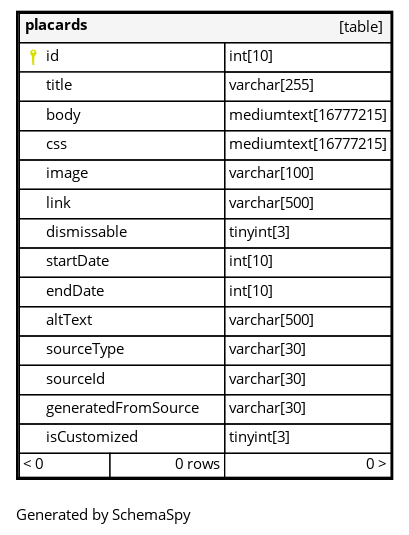 placards [table]
id int[10]
title varchar[255]
body mediumtext[16777215]
css mediumtext[16777215]
image varchar[100]
link varchar[500]
dismissable tinyint[3]
startDate int[10]
endDate int[10]
altText varchar[500]
sourceType varchar[30]
sourceId varchar[30]
generatedFromSource varchar[30]
isCustomized tinyint[3]
< 0 0 rows 0 >
Generated by SchemaSpy